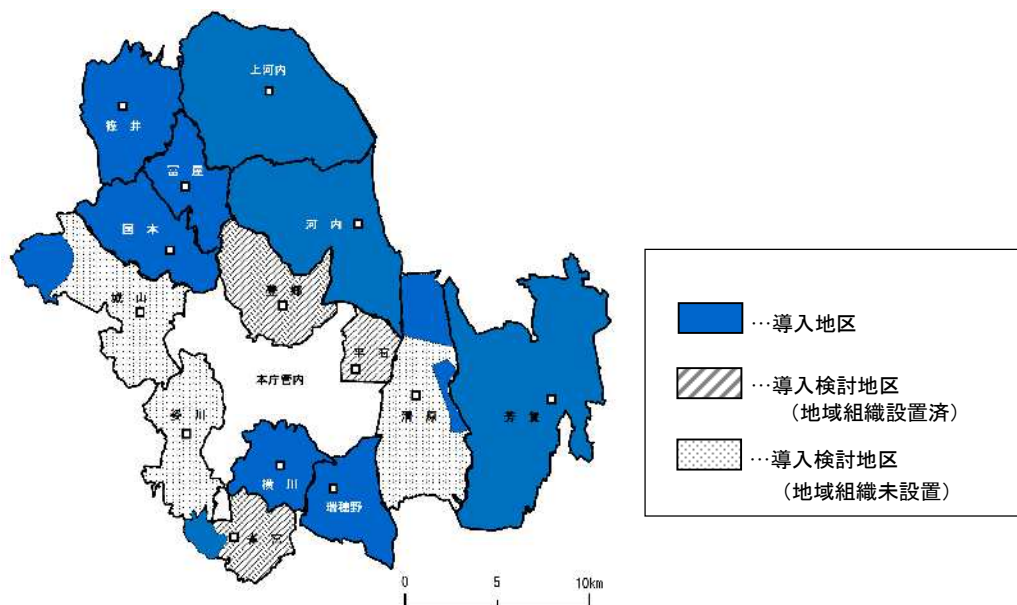 上河内
篠井
冨屋
国本
河内
城山
豊郷
平石
本庁管内
清原
芳賀
姿川
横川
瑞穂野
…導入地区
…導入検討地区
（地域組織設置済）
…導入検討地区
（地域組織未設置）
0 5 10km